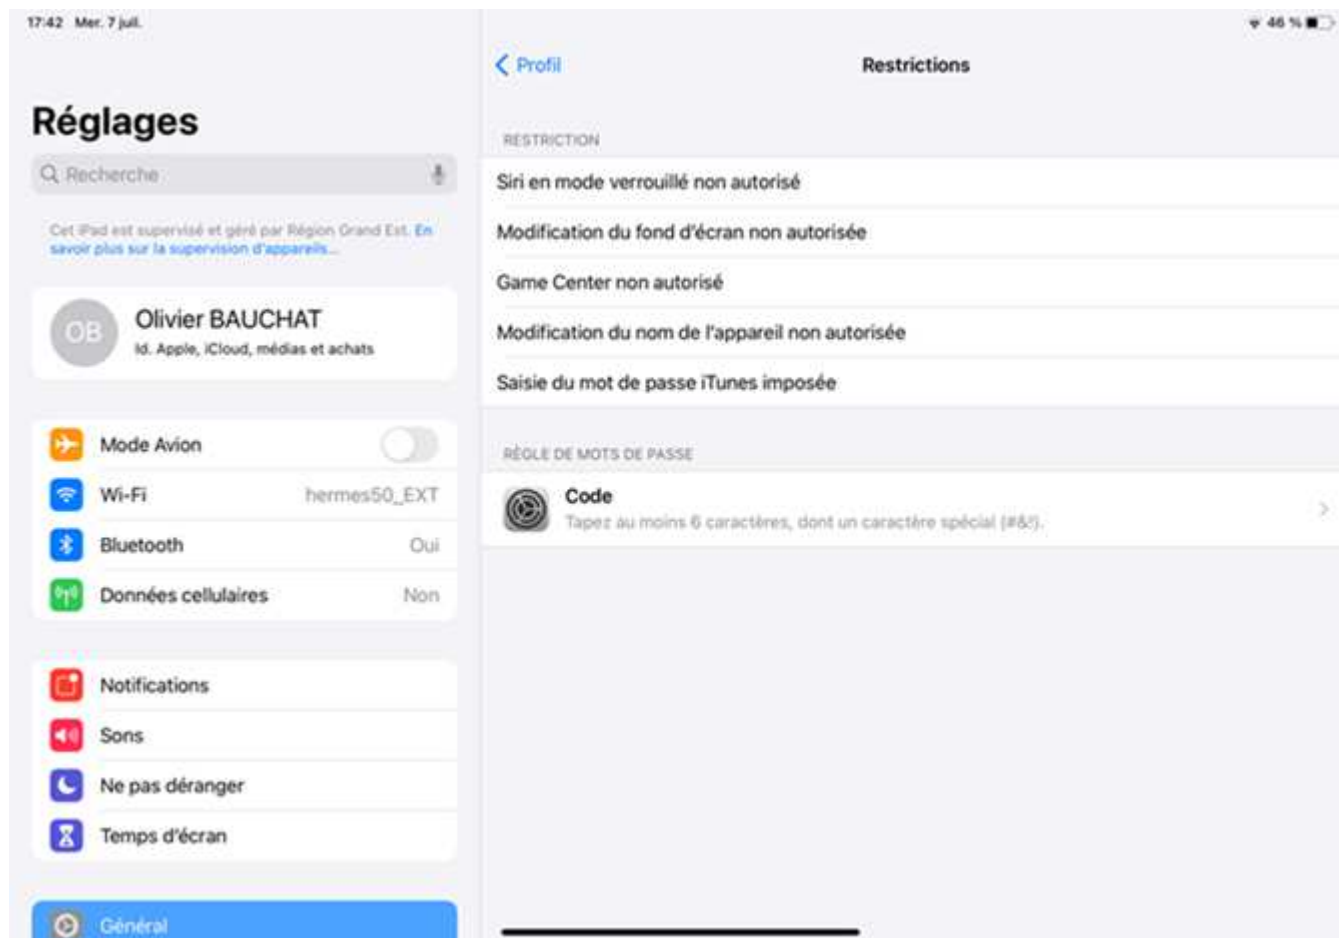 17:42 Mer. 7 juil.
46 %
Profil
Restrictions
Réglages
Recherche
Cet iPad est supervisé et géré par Région Grand Est. En
savoir plus sur la supervision d'appareils...
OB
Olivier BAUCHAT
Id. Apple, iCloud, médias et achats
Mode Avion
Wi-Fi hermes50_EXT
Bluetooth Oui
Données cellulaires Non
Notifications
Sons
Ne pas déranger
Temps d'écran
Général
RESTRICTION
Siri en mode verrouillé non autorisé
Modification du fond d'écran non autorisée
Game Center non autorisé
Modification du nom de l'appareil non autorisée
Saisie du mot de passe iTunes imposée
RÈGLE DE MOTS DE PASSE
Code
Tapez au moins 6 caractères, dont un caractère spécial (#&!).